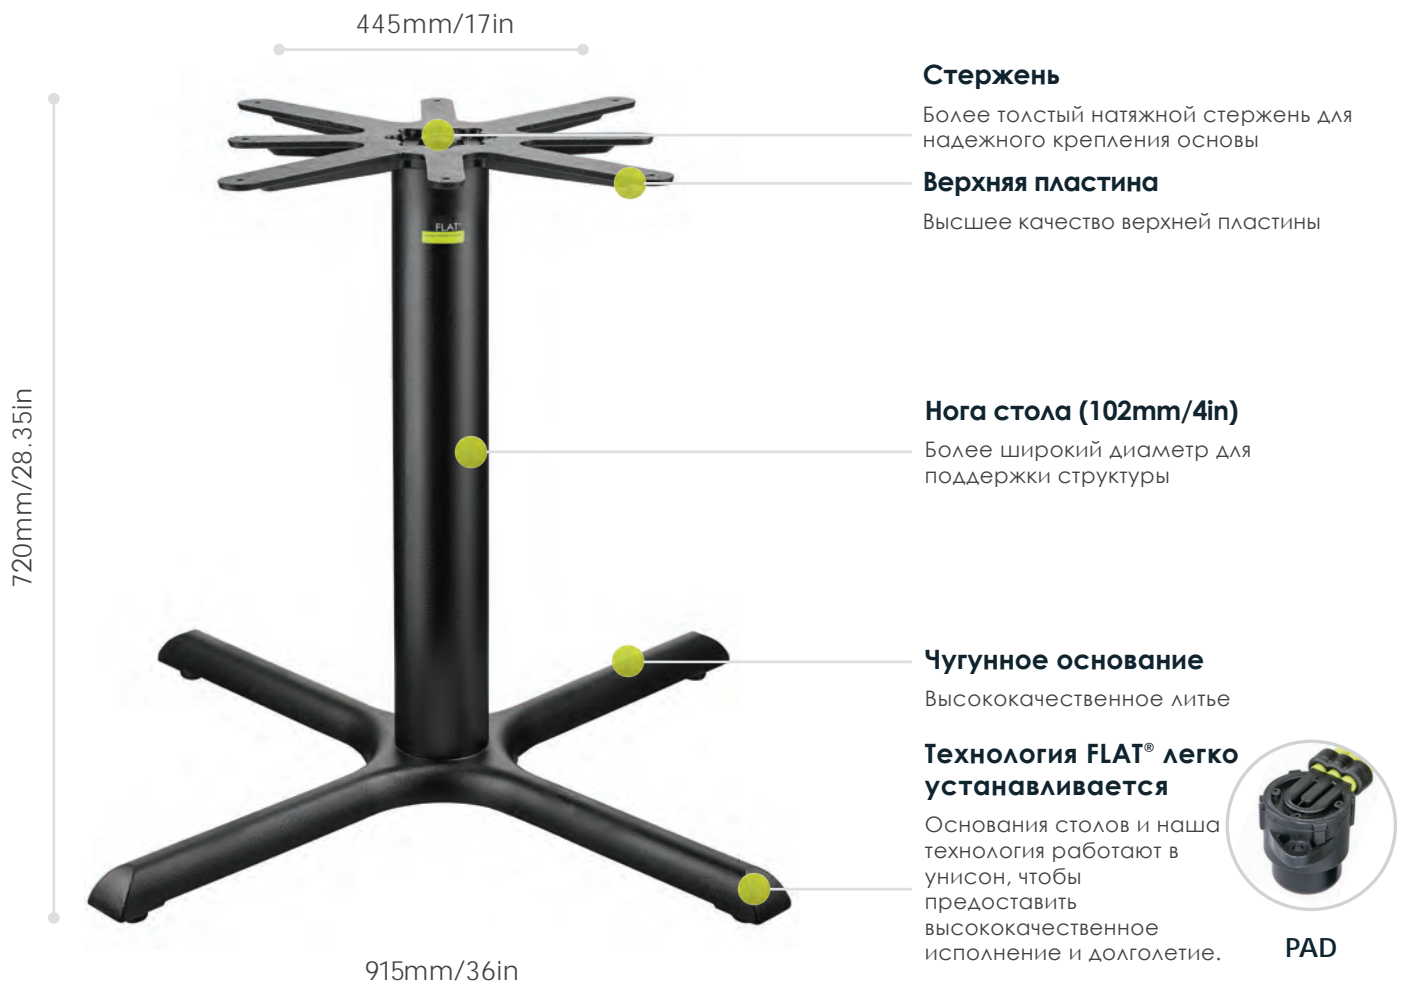 445mm/17in
Стержень
Более толстый натяжной стержень для
надежного крепления основы
Верхняя пластина
Высшее качество верхней пластины
FLAT®
720mm/28.35in
Нога стола (102mm/4in)
Более широкий диаметр для
поддержки структуры
Чугунное основание
Высококачественное литье
Технология FLAT® легко
устанавливается
Основания столов и наша
технология работают в
унисон, чтобы
предоставить
высококачественное
исполнение и долголетие.
PAD
915mm/36in